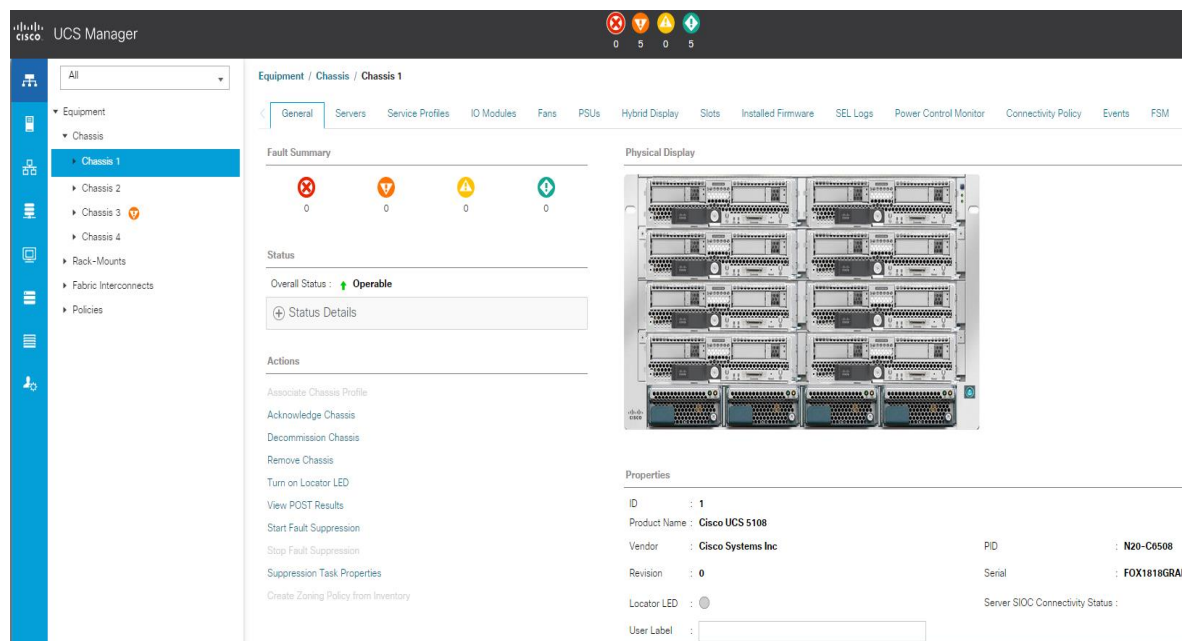 cisco UCS Manager
0 5 0 5
All
Equipment
Chassis
Chassis 1
Chassis 2
Chassis 3
Chassis 4
Rack-Mounts
Fabric Interconnects
Policies
Equipment / Chassis / Chassis 1
General Servers Service Profiles IO Modules Fans PSUs Hybrid Display Slots Installed Firmware SEL Logs Power Control Monitor Connectivity Policy Events FSM
Fault Summary
0 0 0 0
Status
Overall Status : Operable
Status Details
Actions
Associate Chassis Profile
Acknowledge Chassis
Decommission Chassis
Remove Chassis
Turn on Locator LED
View POST Results
Start Fault Suppression
Stop Fault Suppression
Suppression Task Properties
Create Zoning Policy from Inventory
Physical Display
cisco
Properties
ID : 1
Product Name : Cisco UCS 5108
Vendor : Cisco Systems Inc PID : N20-C6508
Revision : 0 Serial : FOX1818GRA
Locator LED : Server SIOC Connectivity Status :
User Label :